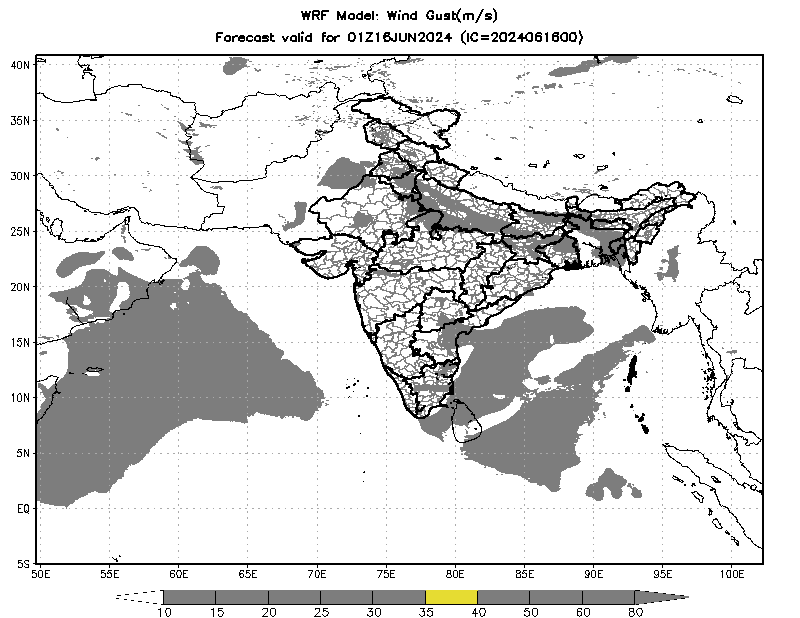 WRF Model: Wind Gust(m/s)
Forecast valid for 01Z16JUN2024 (IC=2024061600)
40N
35N
30N
25N
20N
15N
10N
5N
EQ
5S
50E 55E 60E 65E 70E 75E 80E 85E 90E 95E 100E
10 15 20 25 30 35 40 50 60 80